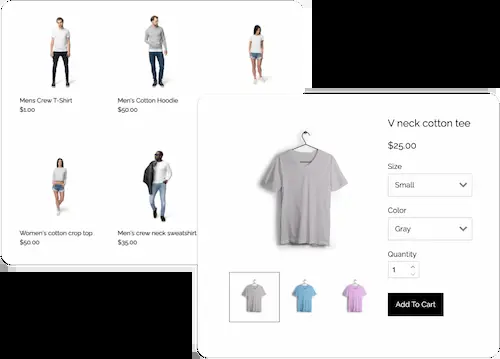 Mens Crew T-Shirt
$1.00
Men's Cotton Hoodie
$50.00
Women's cotton crop top
$50.00
Men's crew neck sweatshirt
$35.00
V neck cotton tee
$25.00
Size
Small
Color
Gray
Quantity
1
Add To Cart